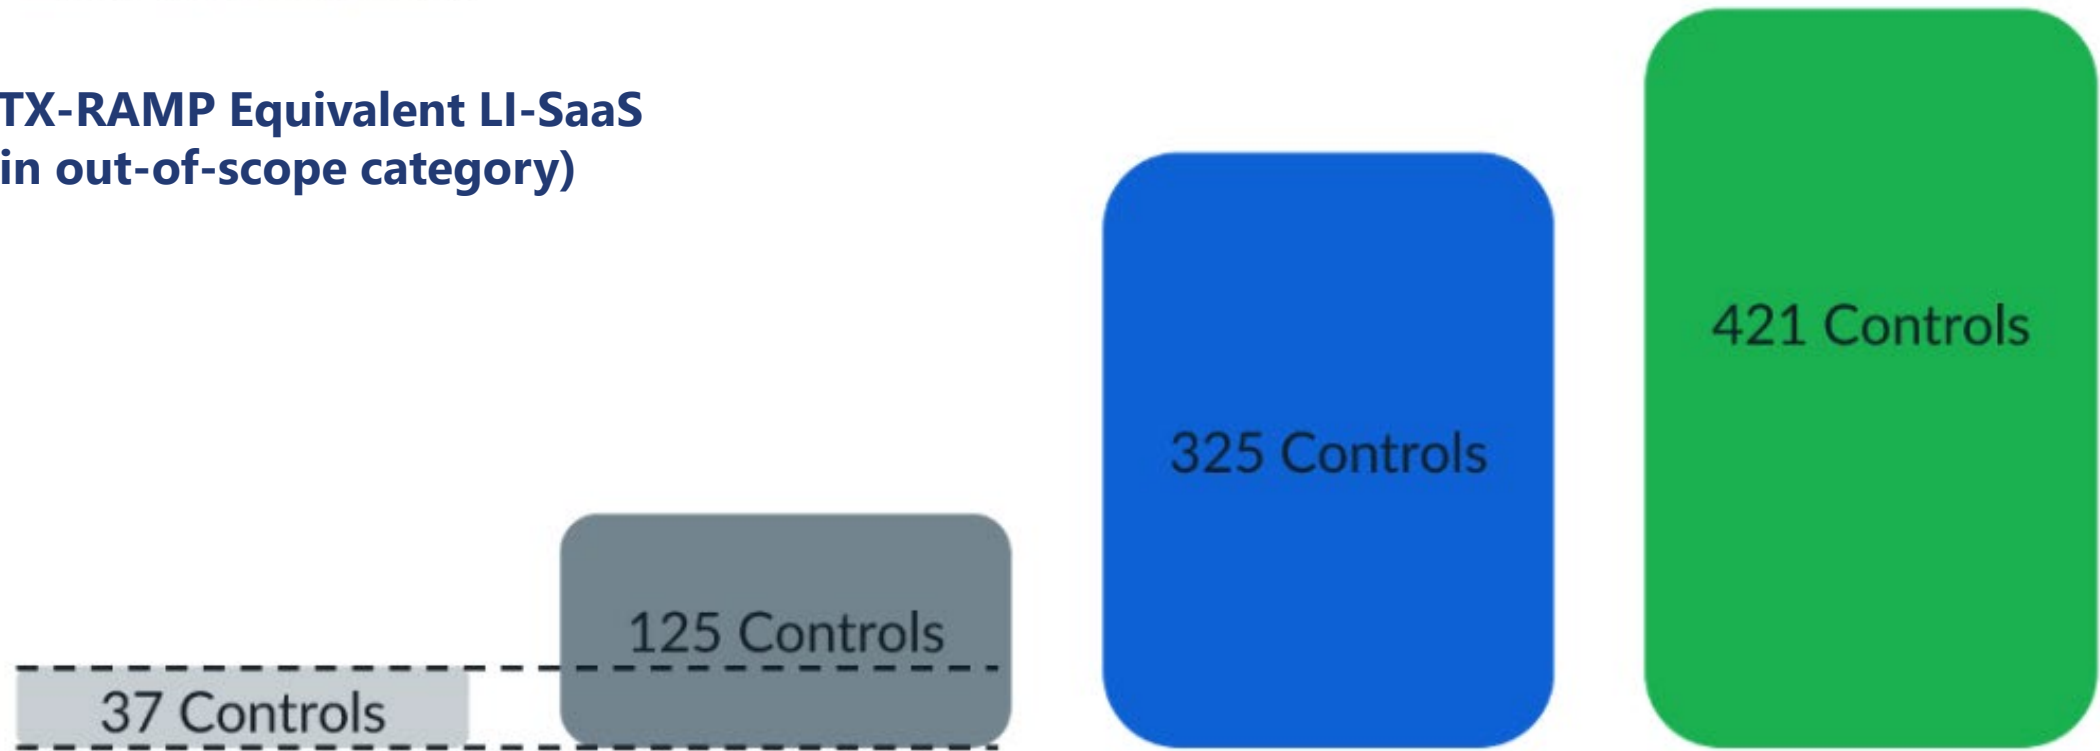 TX-RAMP Equivalent LI-SaaS
in out-of-scope category)
421 Controls
325 Controls
125 Controls
37 Controls